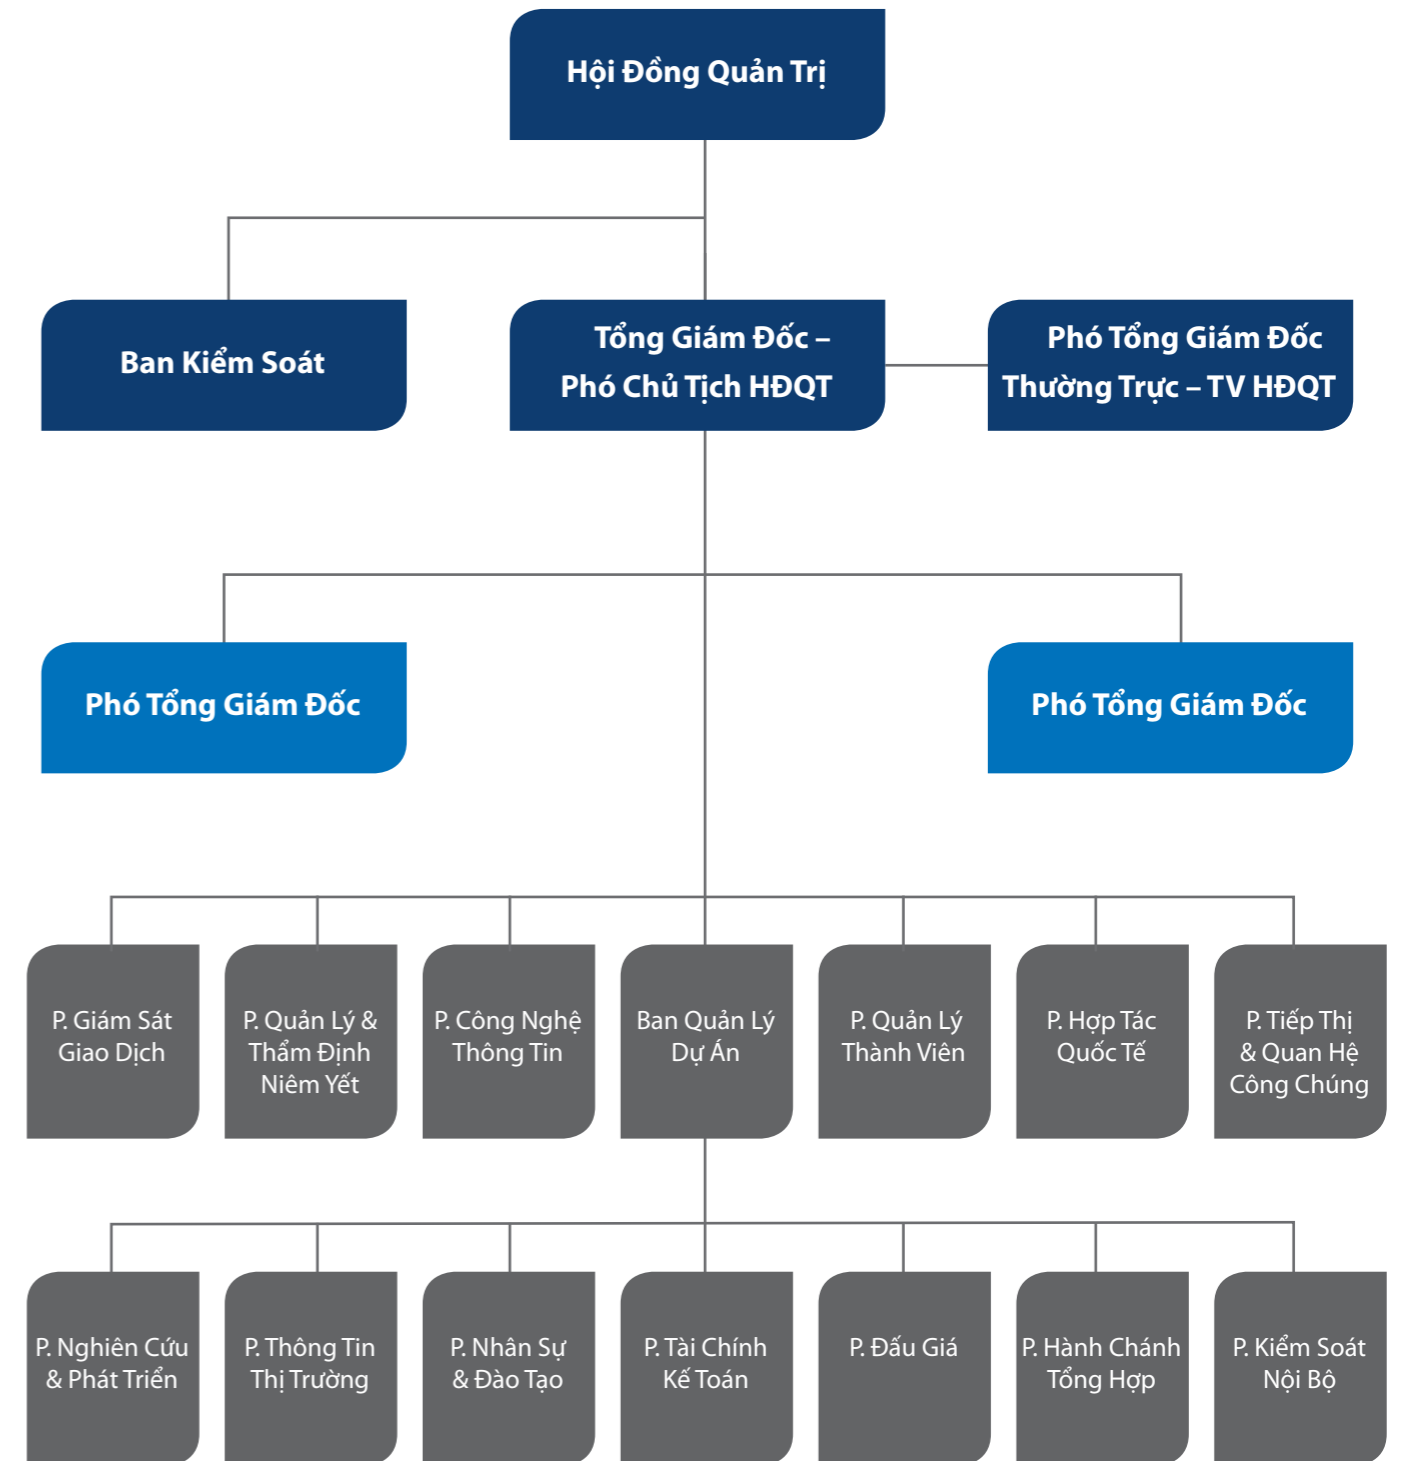 Hội Đồng Quản Trị
Ban Kiểm Soát
Tổng Giám Đốc –
Phó Chủ Tịch HĐQT
Phó Tổng Giám Đốc
Thường Trực – TV HĐQT
Phó Tổng Giám Đốc
Phó Tổng Giám Đốc
P. Giám Sát
Giao Dịch
P. Quản Lý &
Thẩm Định
Niêm Yết
P. Công Nghệ
Thông Tin
Ban Quản Lý
Dự Án
P. Quản Lý
Thành Viên
P. Hợp Tác
Quốc Tế
P. Tiếp Thị
& Quan Hệ
Công Chúng
P. Nghiên Cứu
& Phát Triển
P. Thông Tin
Thị Trường
P. Nhân Sự
& Đào Tạo
P. Tài Chính
Kế Toán
P. Đấu Giá
P. Hành Chánh
Tổng Hợp
P. Kiểm Soát
Nội Bộ